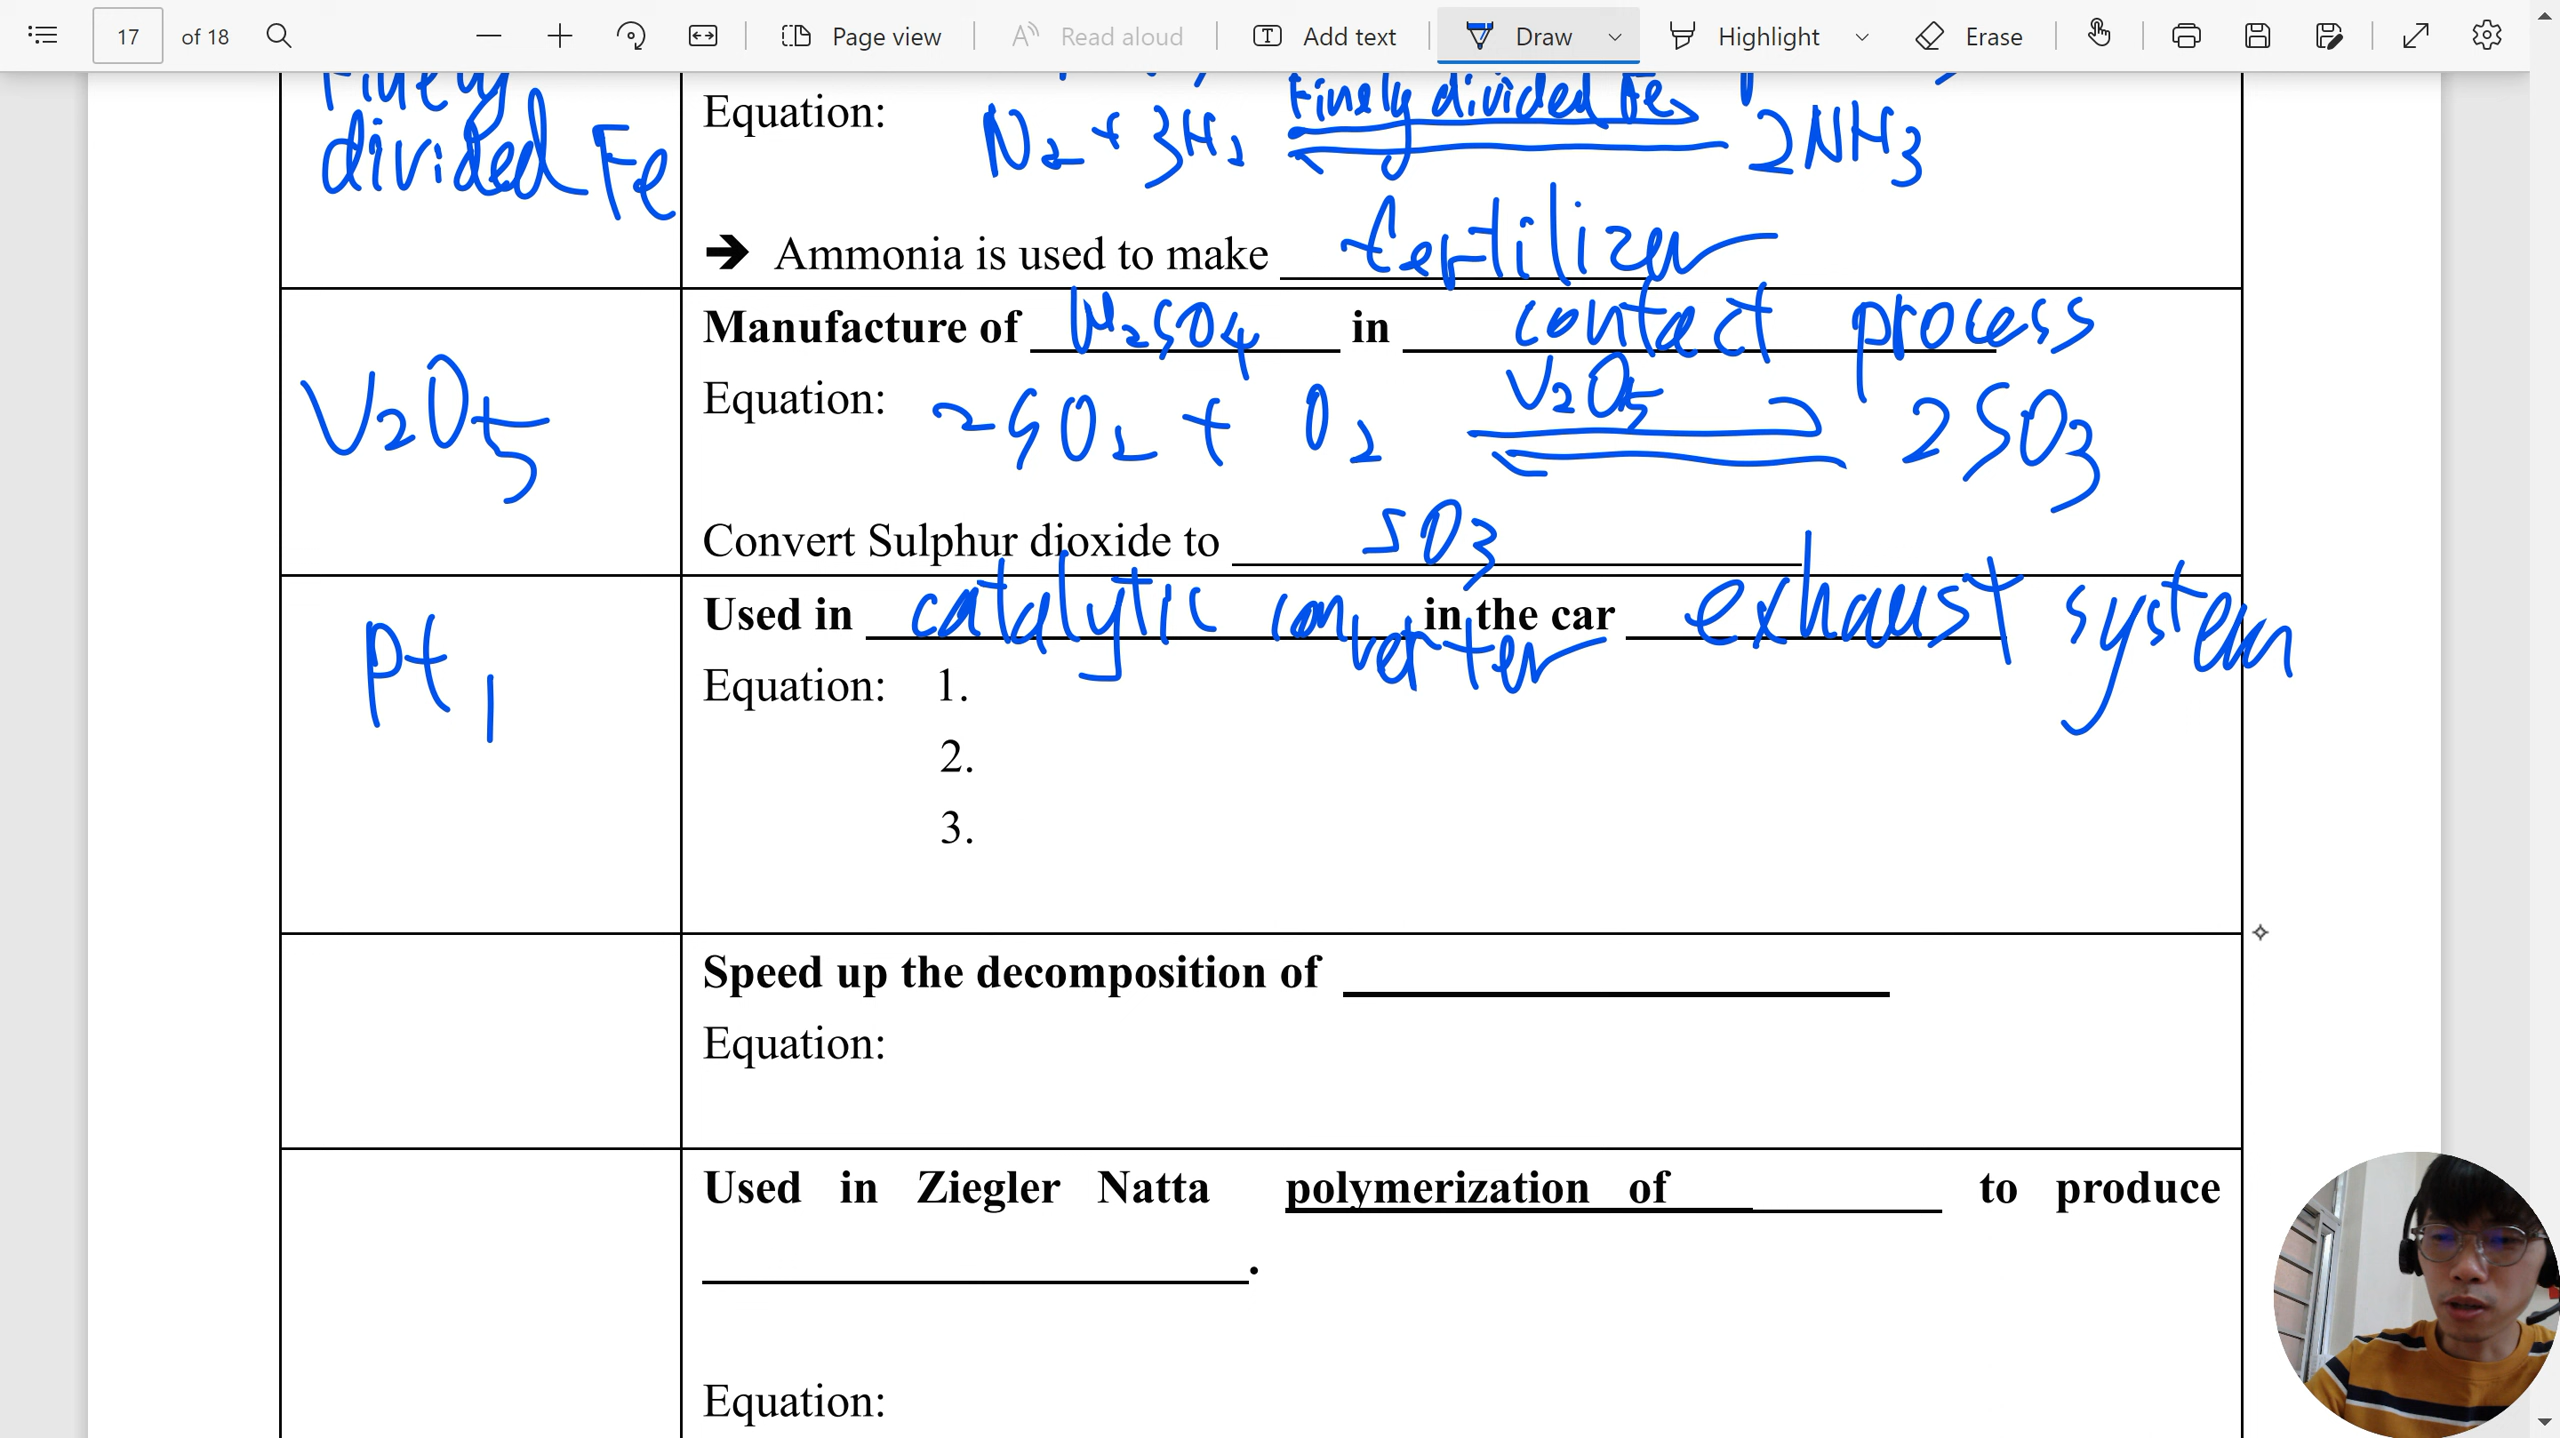 17 of 18 Page view Read aloud Add text Draw Highlight Erase
Finely
divided Fe
Equation: N2 + 3H2 Finely divided Fe 2NH3
➔ Ammonia is used to make fertilizer
V2O5
Manufacture of H2SO4 in contact process
Equation: 2SO2 + O2 V2O5 ⇌ 2SO3
Convert Sulphur dioxide to SO3
Pt,
Used in catalytic converter in the car exhaust system
Equation: 1.
2.
3.
Speed up the decomposition of
Equation:
Used in Ziegler Natta polymerization of to produce
.
Equation: